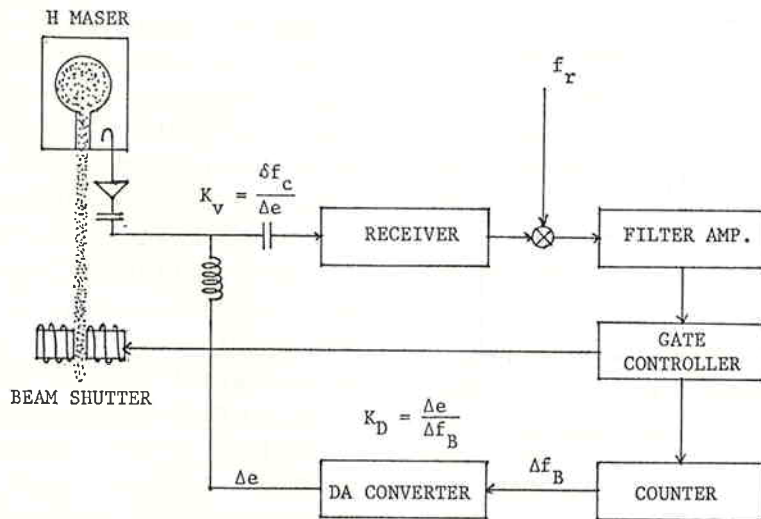 H MASER
f_r
K_v = δf_c / Δe
RECEIVER
FILTER AMP.
GATE
CONTROLLER
BEAM SHUTTER
K_D = Δe / Δf_B
Δe
DA CONVERTER
Δf_B
COUNTER